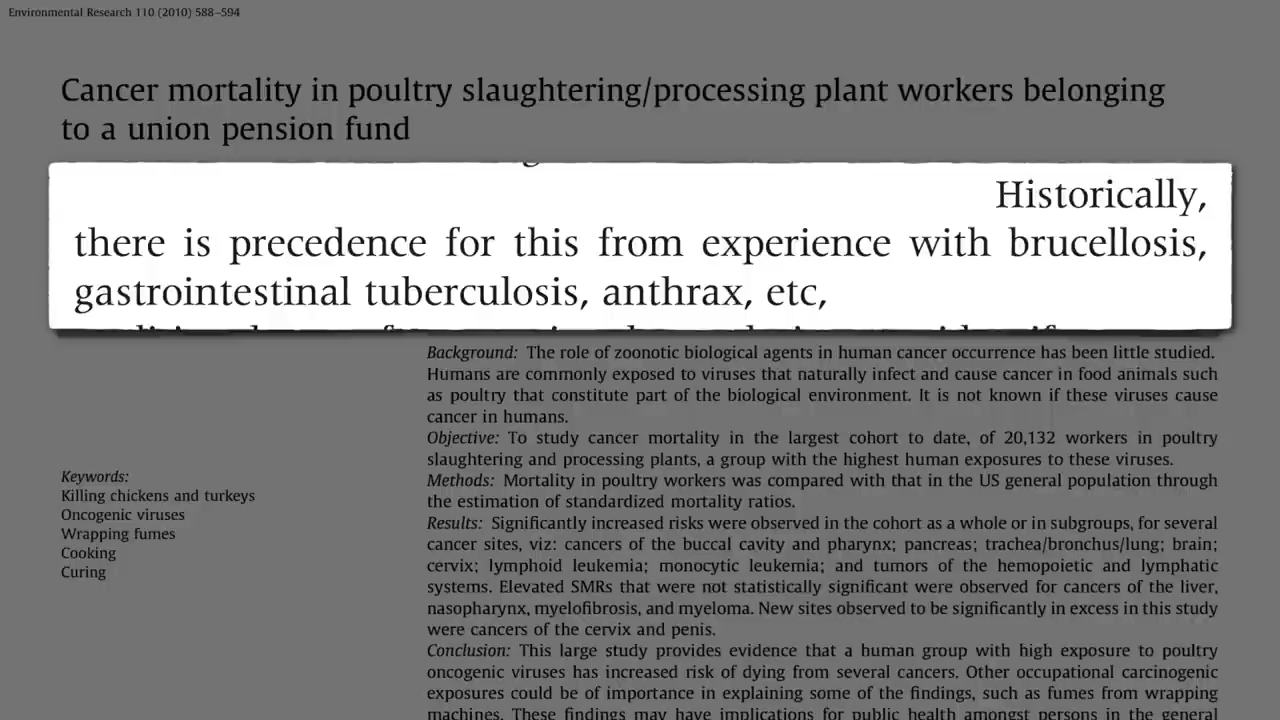 Environmental Research 110 (2010) 588–594
Cancer mortality in poultry slaughtering/processing plant workers belonging
to a union pension fund
Historically,
there is precedence for this from experience with brucellosis,
gastrointestinal tuberculosis, anthrax, etc,
Keywords:
Killing chickens and turkeys
Oncogenic viruses
Wrapping fumes
Cooking
Curing
Background: The role of zoonotic biological agents in human cancer occurrence has been little studied.
Humans are commonly exposed to viruses that naturally infect and cause cancer in food animals such
as poultry that constitute part of the biological environment. It is not known if these viruses cause
cancer in humans.
Objective: To study cancer mortality in the largest cohort to date, of 20,132 workers in poultry
slaughtering and processing plants, a group with the highest human exposures to these viruses.
Methods: Mortality in poultry workers was compared with that in the US general population through
the estimation of standardized mortality ratios.
Results: Significantly increased risks were observed in the cohort as a whole or in subgroups, for several
cancer sites, viz: cancers of the buccal cavity and pharynx; pancreas; trachea/bronchus/lung; brain;
cervix; lymphoid leukemia; monocytic leukemia; and tumors of the hemopoietic and lymphatic
systems. Elevated SMRs that were not statistically significant were observed for cancers of the liver,
nasopharynx, myelofibrosis, and myeloma. New sites observed to be significantly in excess in this study
were cancers of the cervix and penis.
Conclusion: This large study provides evidence that a human group with high exposure to poultry
oncogenic viruses has increased risk of dying from several cancers. Other occupational carcinogenic
exposures could be of importance in explaining some of the findings, such as fumes from wrapping
machines. These findings may have implications for public health amongst persons in the general